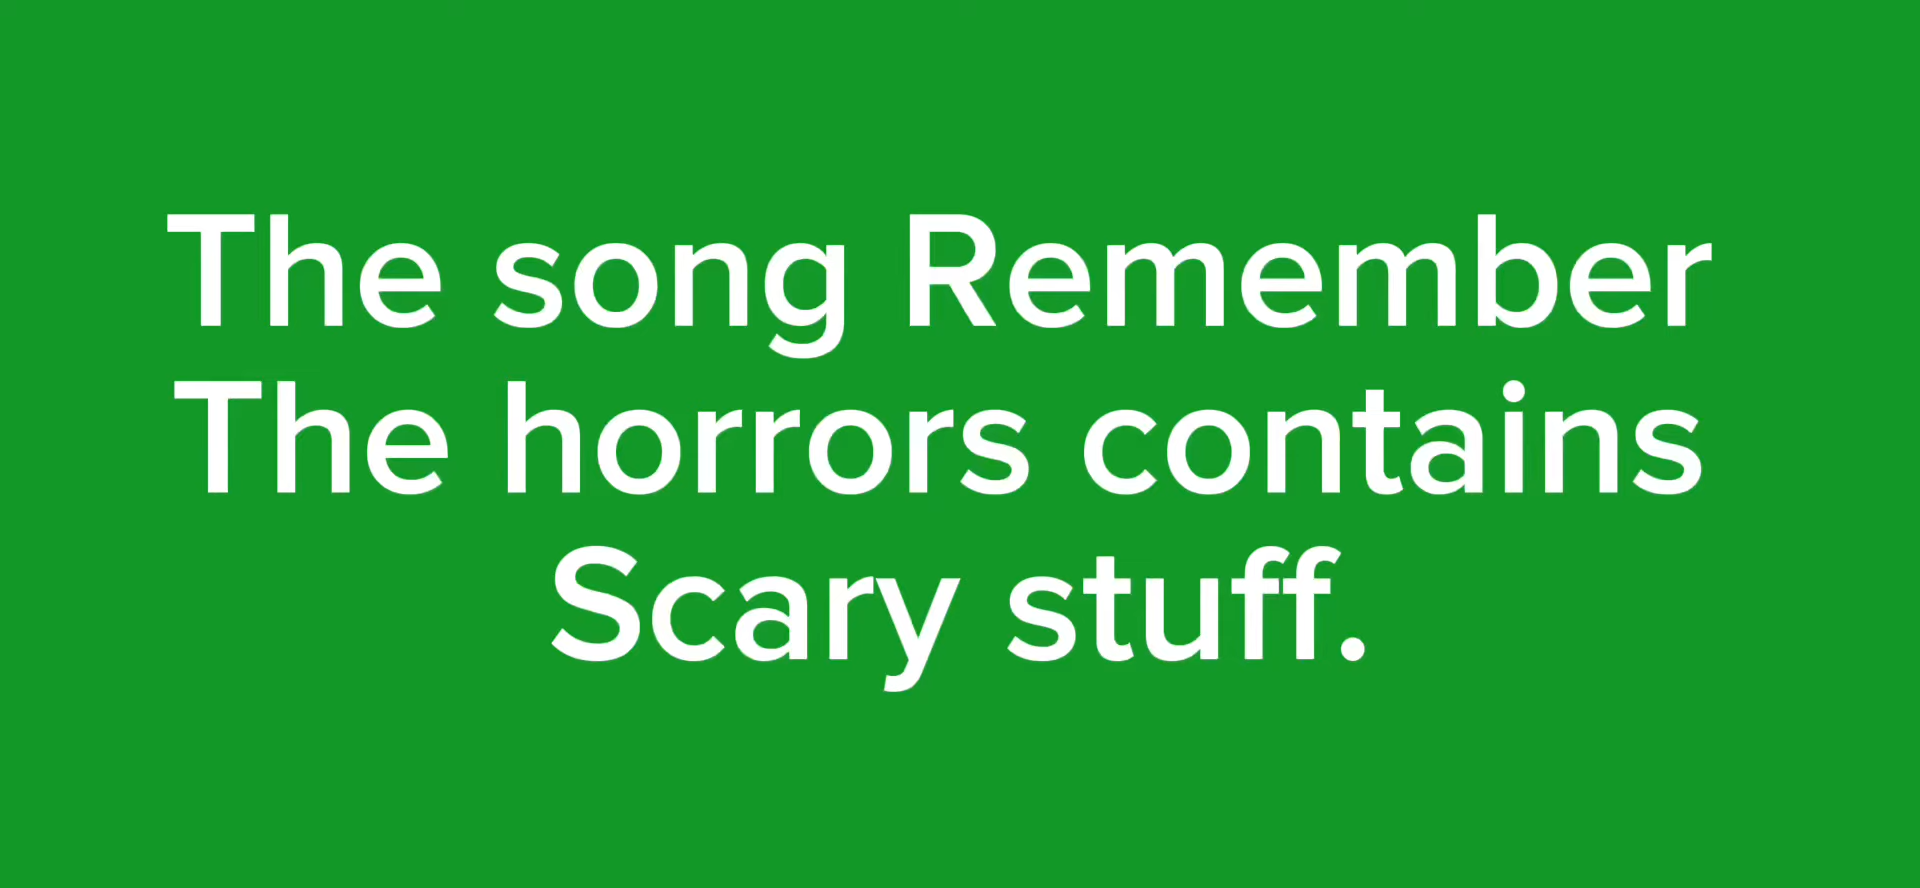 The song Remember
The horrors contains
Scary stuff.